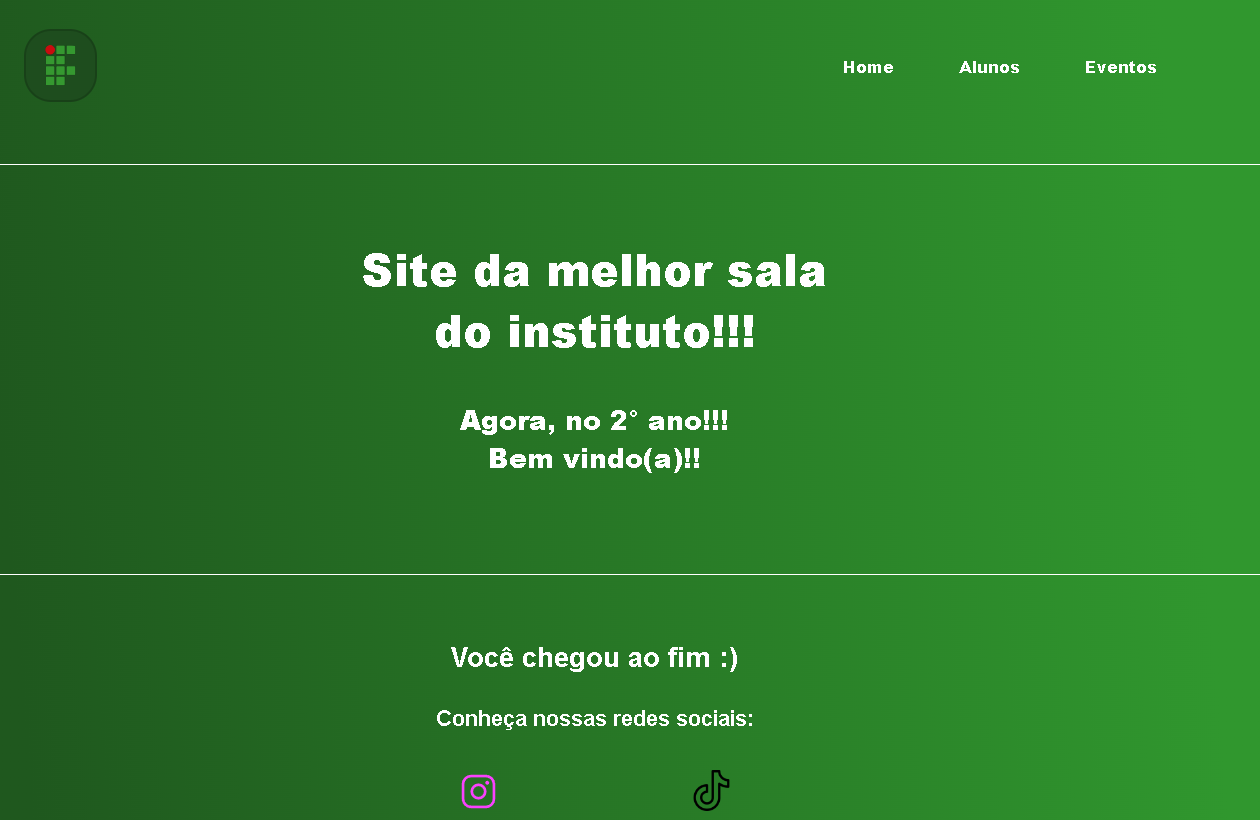 Home Alunos Eventos
Site da melhor sala
do instituto!!!
Agora, no 2° ano!!!
Bem vindo(a)!!
Você chegou ao fim :)
Conheça nossas redes sociais: